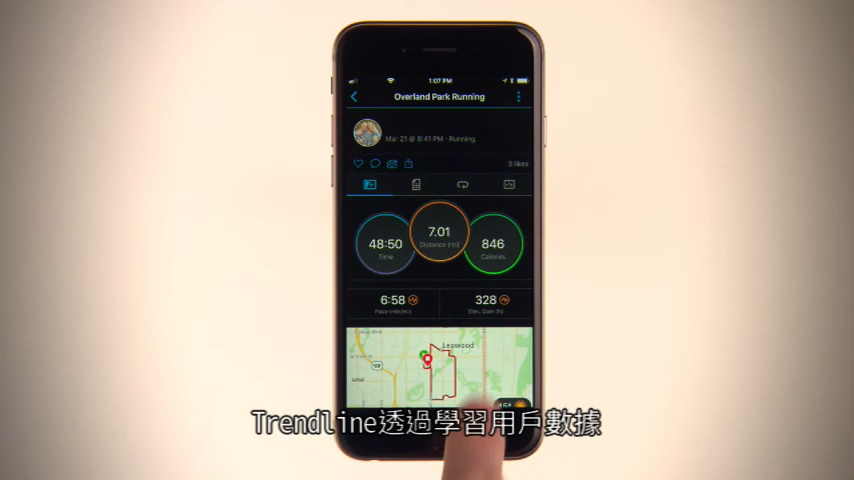 1:07 PM
Overland Park Running
Mar 21 @ 8:41 PM - Running
3 likes
48:50
Time
7.01
Distance (mi)
846
Calories
6:58
Pace (min/mi)
328
Elev. Gain (ft)
Leawood
Trendline透過學習用戶數據